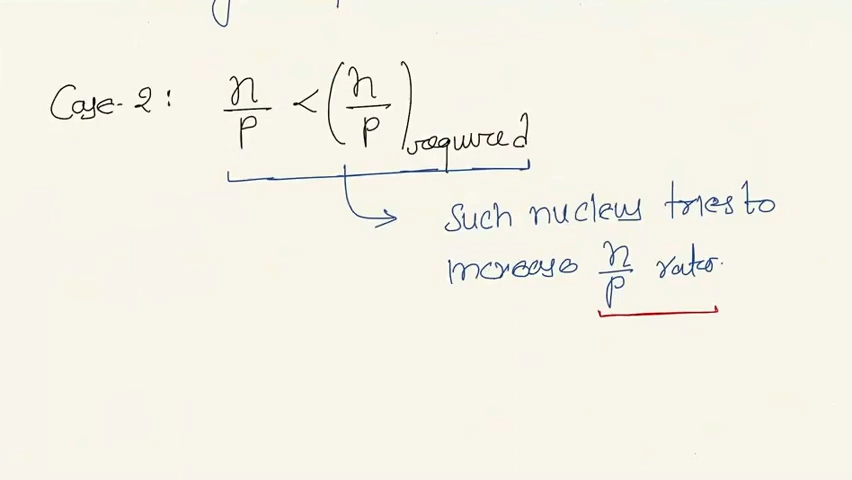 Case-2: n/p < (n/p)required
Such nucleus tries to
increase n/p ratio.